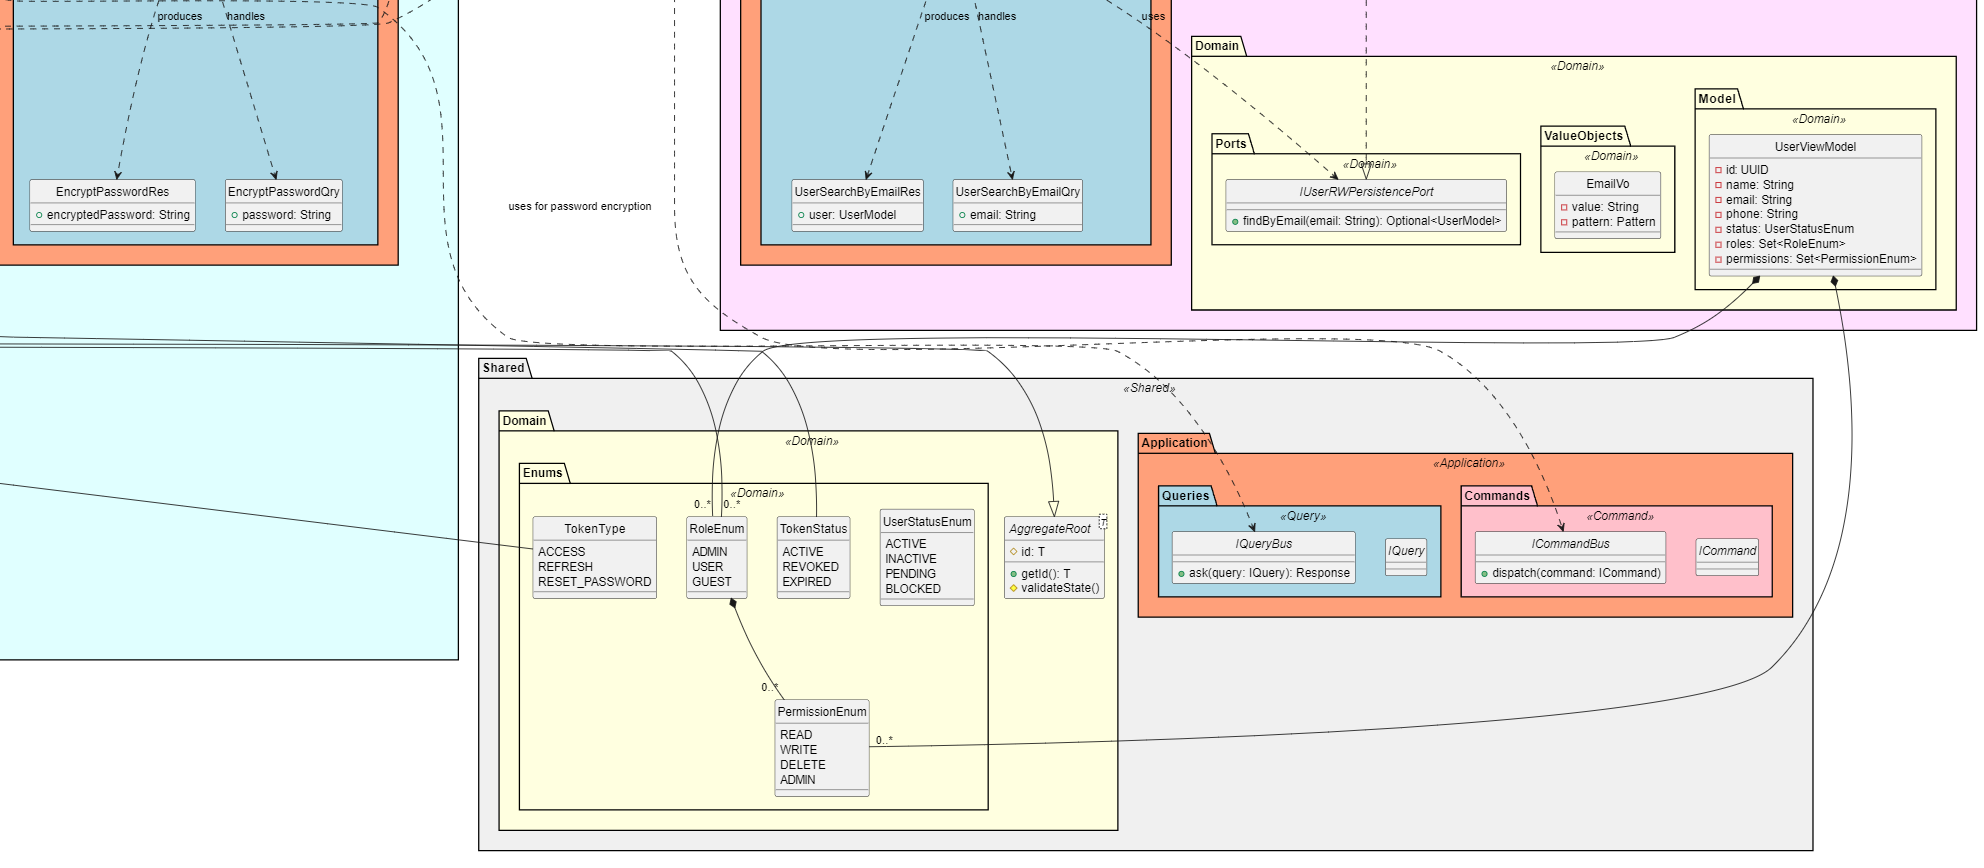 produces
handles
EncryptPasswordRes
encryptedPassword: String
EncryptPasswordQry
password: String
uses for password encryption
produces
handles
uses
UserSearchByEmailRes
user: UserModel
UserSearchByEmailQry
email: String
Domain
«Domain»
Ports
«Domain»
IUserRWPersistencePort
findByEmail(email: String): Optional<UserModel>
ValueObjects
«Domain»
EmailVo
value: String
pattern: Pattern
Model
«Domain»
UserViewModel
id: UUID
name: String
email: String
phone: String
status: UserStatusEnum
roles: Set<RoleEnum>
permissions: Set<PermissionEnum>
Shared
«Shared»
Domain
«Domain»
Enums
«Domain»
0..*
0..*
TokenType
ACCESS
REFRESH
RESET_PASSWORD
RoleEnum
ADMIN
USER
GUEST
TokenStatus
ACTIVE
REVOKED
EXPIRED
UserStatusEnum
ACTIVE
INACTIVE
PENDING
BLOCKED
AggregateRoot
T
id: T
getId(): T
validateState()
0..*
PermissionEnum
READ
WRITE
DELETE
ADMIN
0..*
Application
«Application»
Queries
«Query»
IQueryBus
ask(query: IQuery): Response
IQuery
Commands
«Command»
ICommandBus
dispatch(command: ICommand)
ICommand